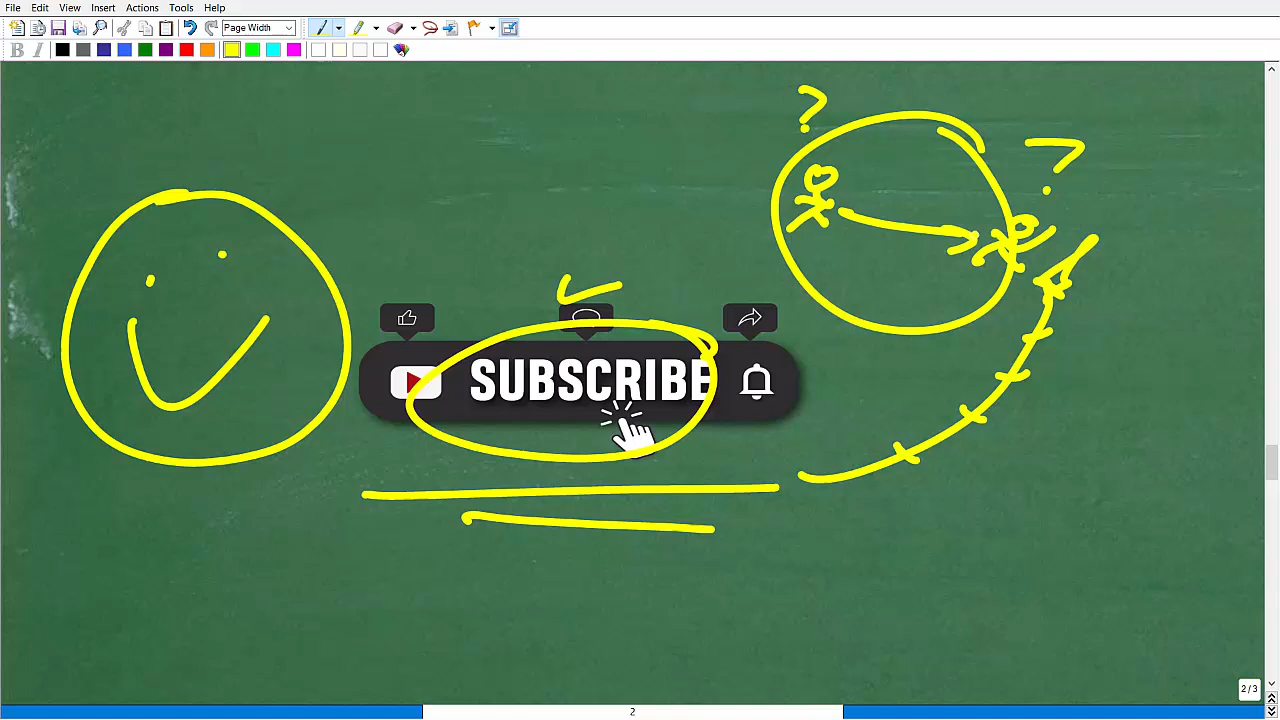 File Edit View Insert Actions Tools Help
Page Width
B I
? ?
SUBSCRIBE
2/3
2